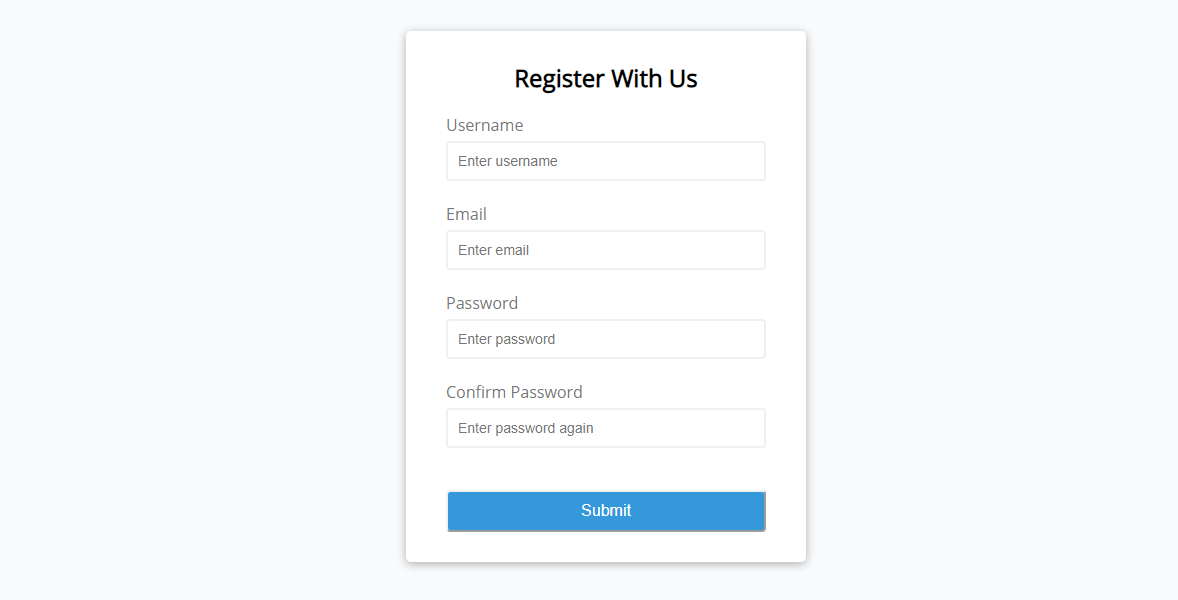 Register With Us
Username
Enter username
Email
Enter email
Password
Enter password
Confirm Password
Enter password again
Submit